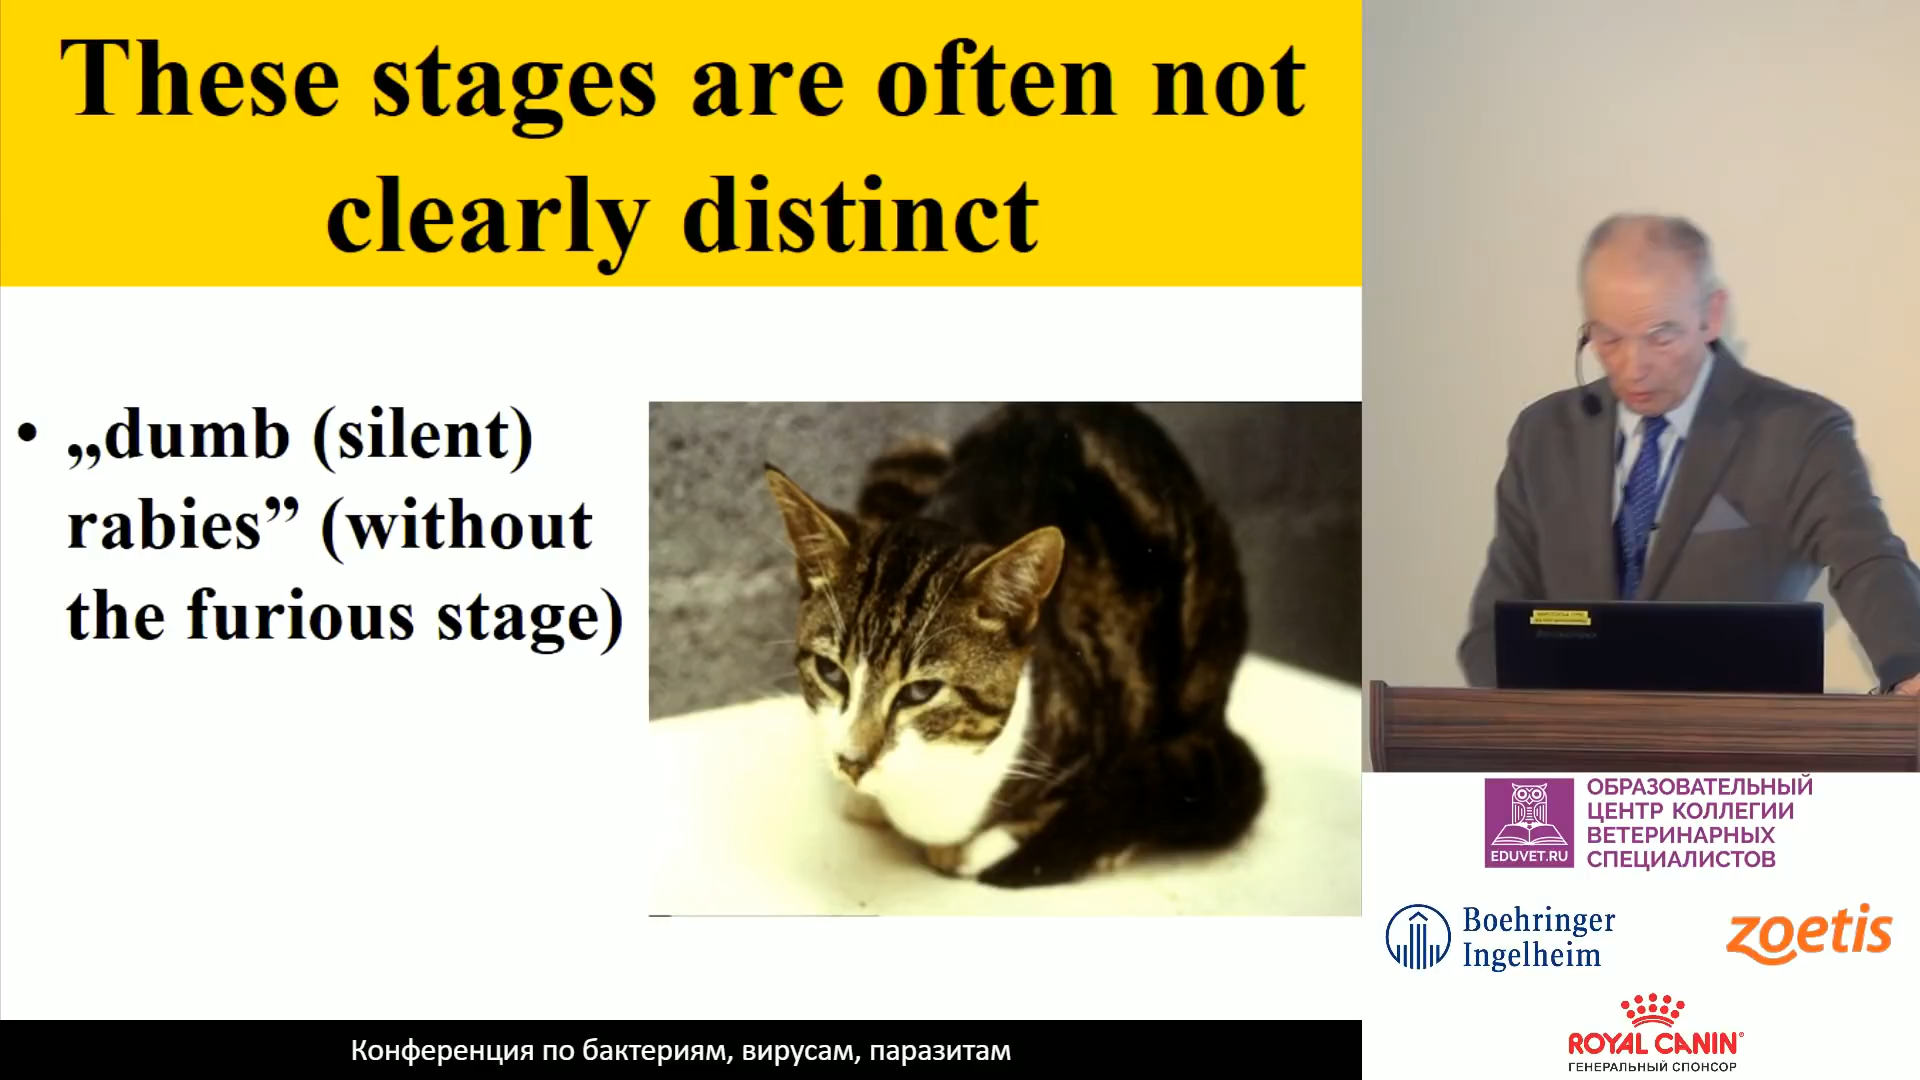 These stages are often not
clearly distinct
• „dumb (silent)
rabies” (without
the furious stage)
EDUVET.RU
ОБРАЗОВАТЕЛЬНЫЙ
ЦЕНТР КОЛЛЕГИИ
ВЕТЕРИНАРНЫХ
СПЕЦИАЛИСТОВ
Boehringer
Ingelheim
zoetis
ROYAL CANIN
ГЕНЕРАЛЬНЫЙ СПОНСОР
Конференция по бактериям, вирусам, паразитам